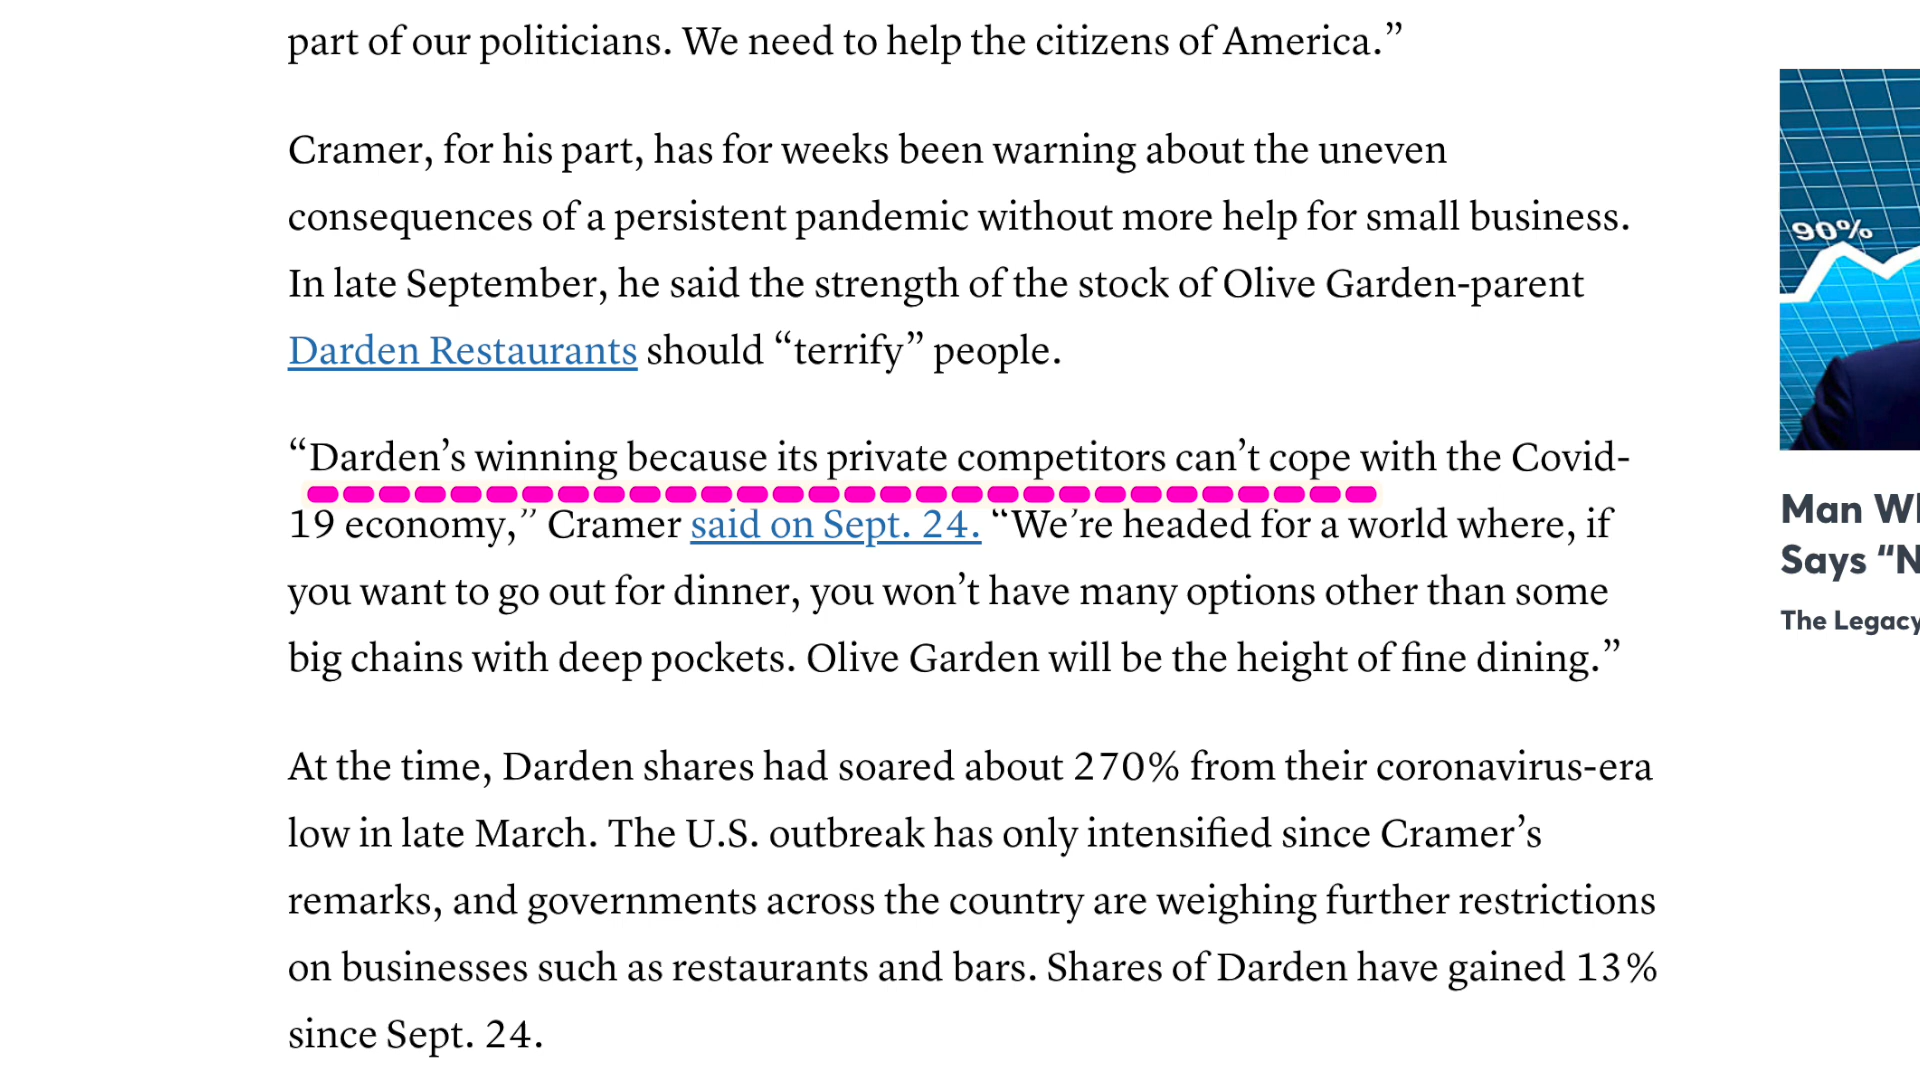 part of our politicians. We need to help the citizens of America.”
Cramer, for his part, has for weeks been warning about the uneven
consequences of a persistent pandemic without more help for small business.
In late September, he said the strength of the stock of Olive Garden-parent
Darden Restaurants should “terrify” people.
“Darden’s winning because its private competitors can’t cope with the Covid-
19 economy,” Cramer said on Sept. 24. “We’re headed for a world where, if
you want to go out for dinner, you won’t have many options other than some
big chains with deep pockets. Olive Garden will be the height of fine dining.”
At the time, Darden shares had soared about 270% from their coronavirus-era
low in late March. The U.S. outbreak has only intensified since Cramer’s
remarks, and governments across the country are weighing further restrictions
on businesses such as restaurants and bars. Shares of Darden have gained 13%
since Sept. 24.
90%
Man
Says
The Legacy